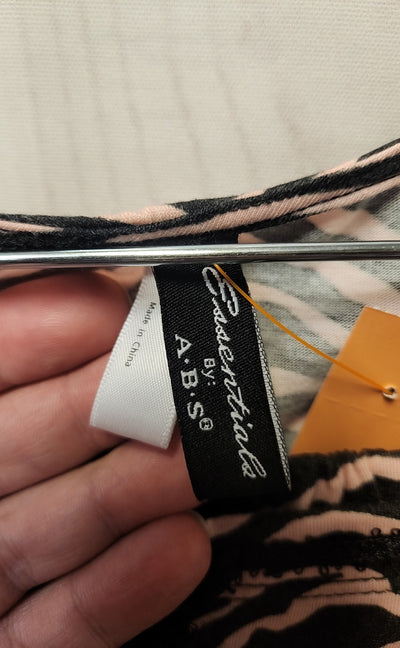 Essentials
By:
A.B.S®
Made in
China